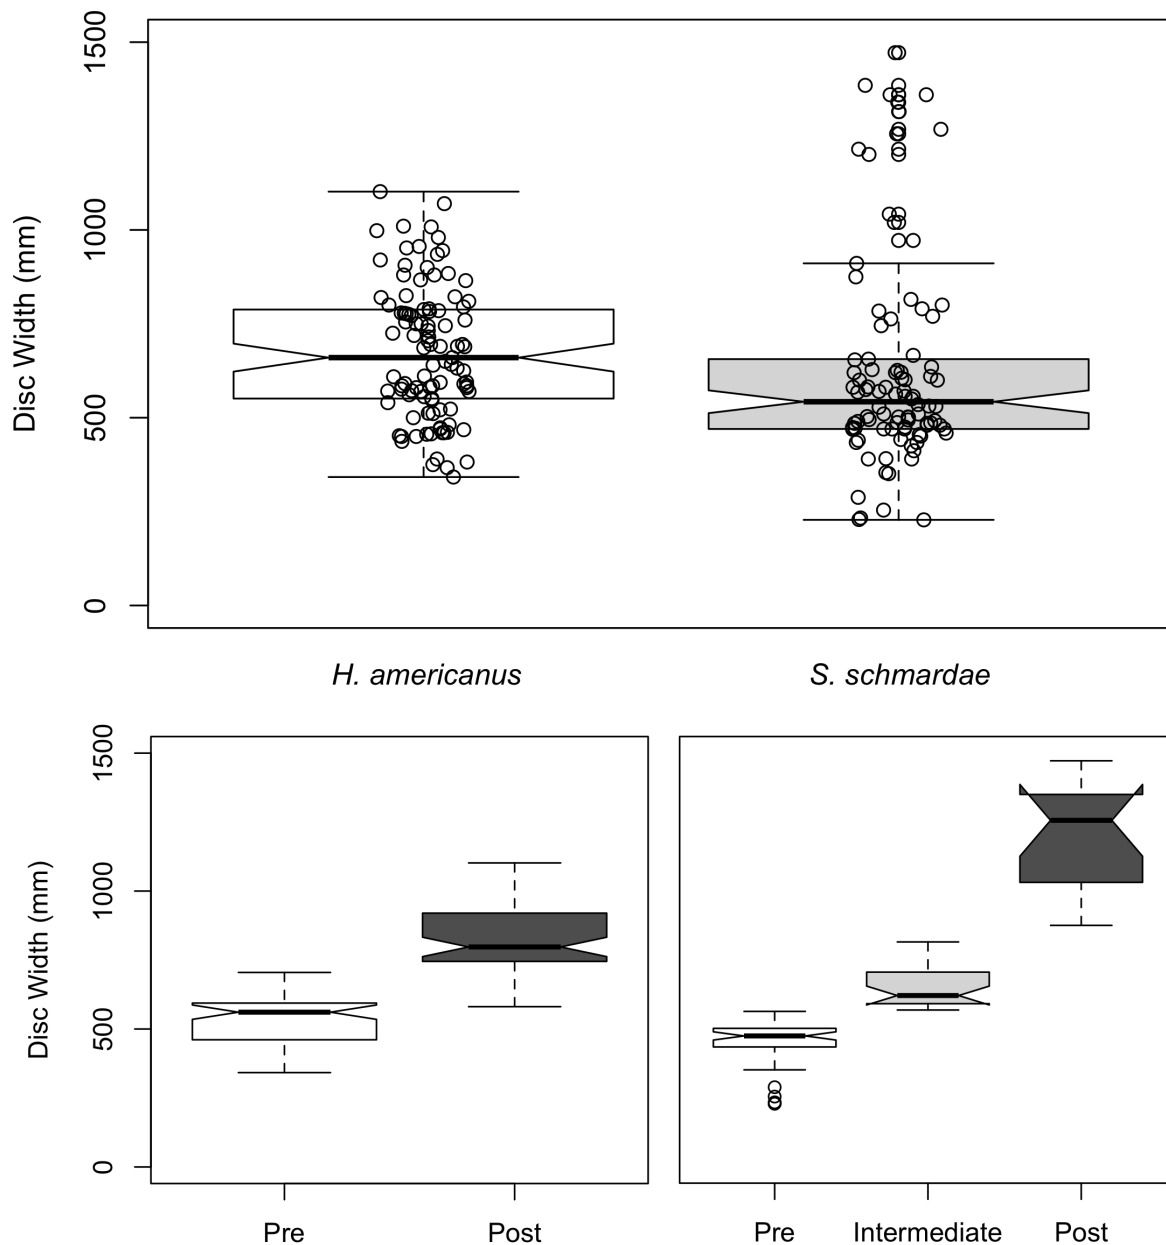 Disc Width (mm)
1500
1000
500
0
H. americanus
S. schmardae
Disc Width (mm)
1500
1000
500
0
Pre
Post
Pre
Intermediate
Post